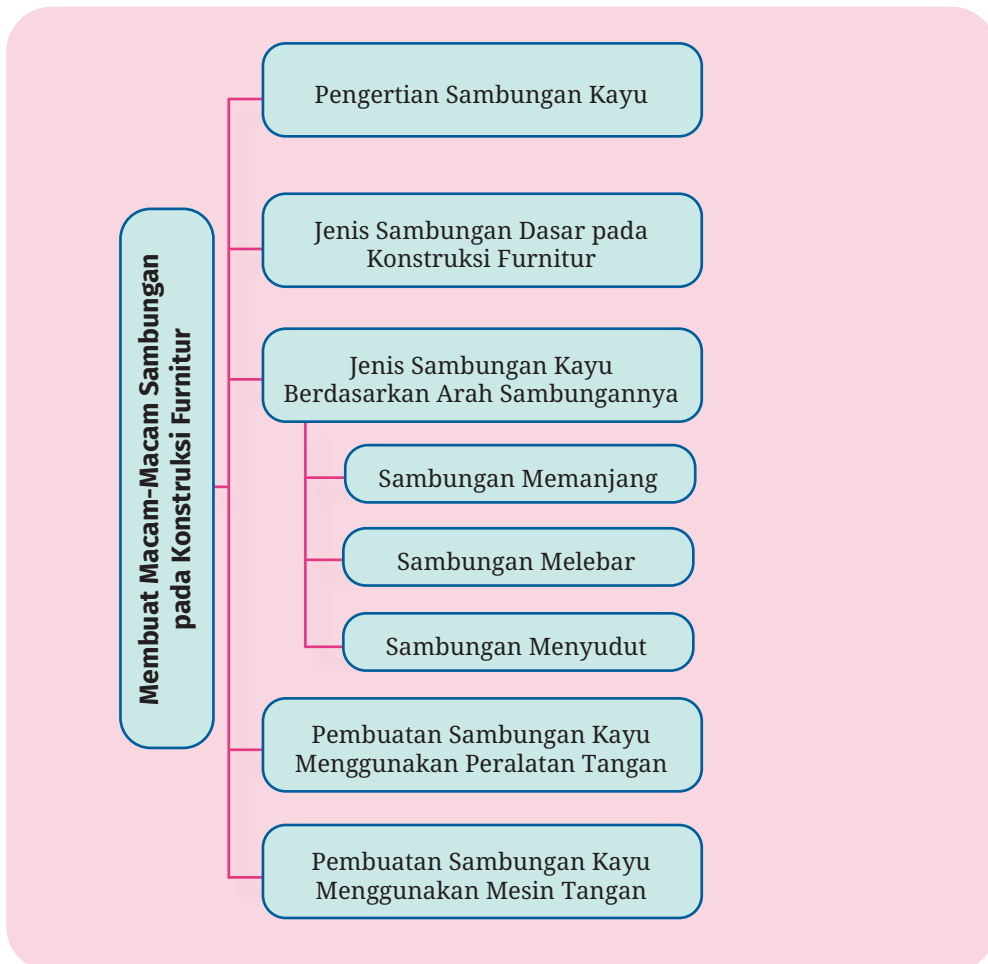 Membuat Macam-Macam Sambungan
pada Konstruksi Furnitur
Pengertian Sambungan Kayu
Jenis Sambungan Dasar pada
Konstruksi Furnitur
Jenis Sambungan Kayu
Berdasarkan Arah Sambungannya
Sambungan Memanjang
Sambungan Melebar
Sambungan Menyudut
Pembuatan Sambungan Kayu
Menggunakan Peralatan Tangan
Pembuatan Sambungan Kayu
Menggunakan Mesin Tangan